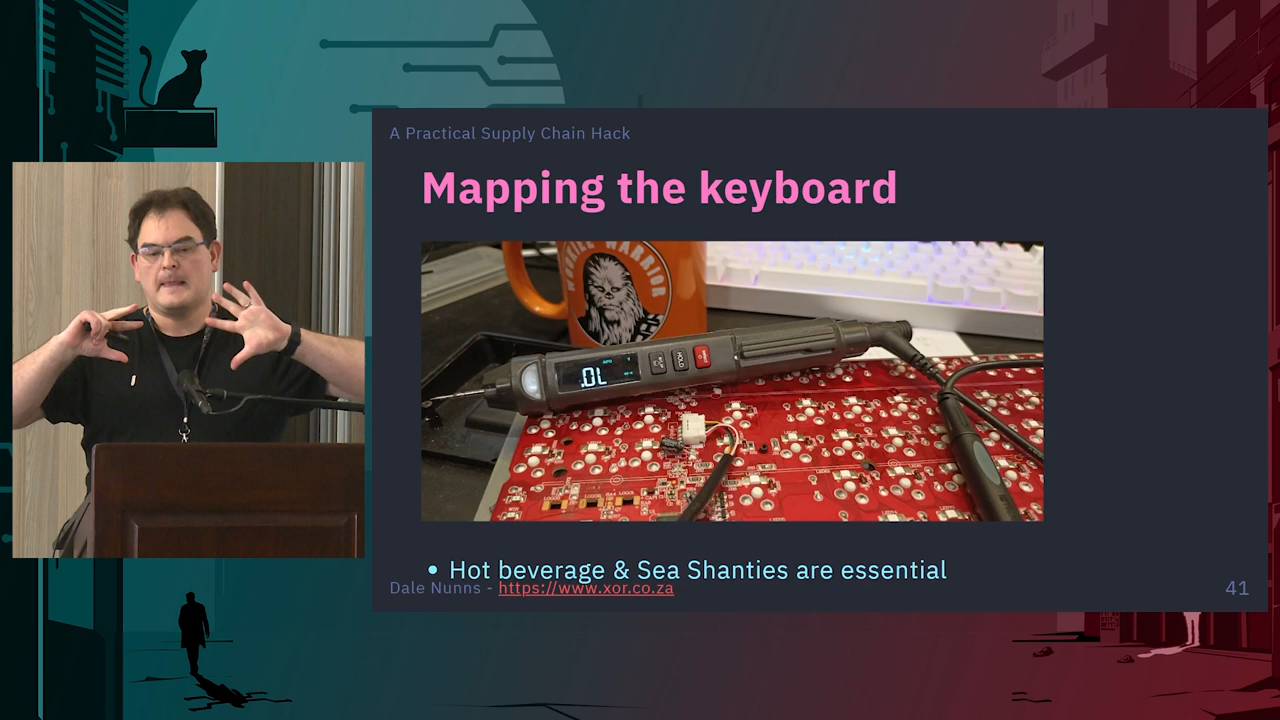 A Practical Supply Chain Hack
Mapping the keyboard
WARRIOR
.0L
HOLD
• Hot beverage & Sea Shanties are essential
Dale Nunns - https://www.xor.co.za
41